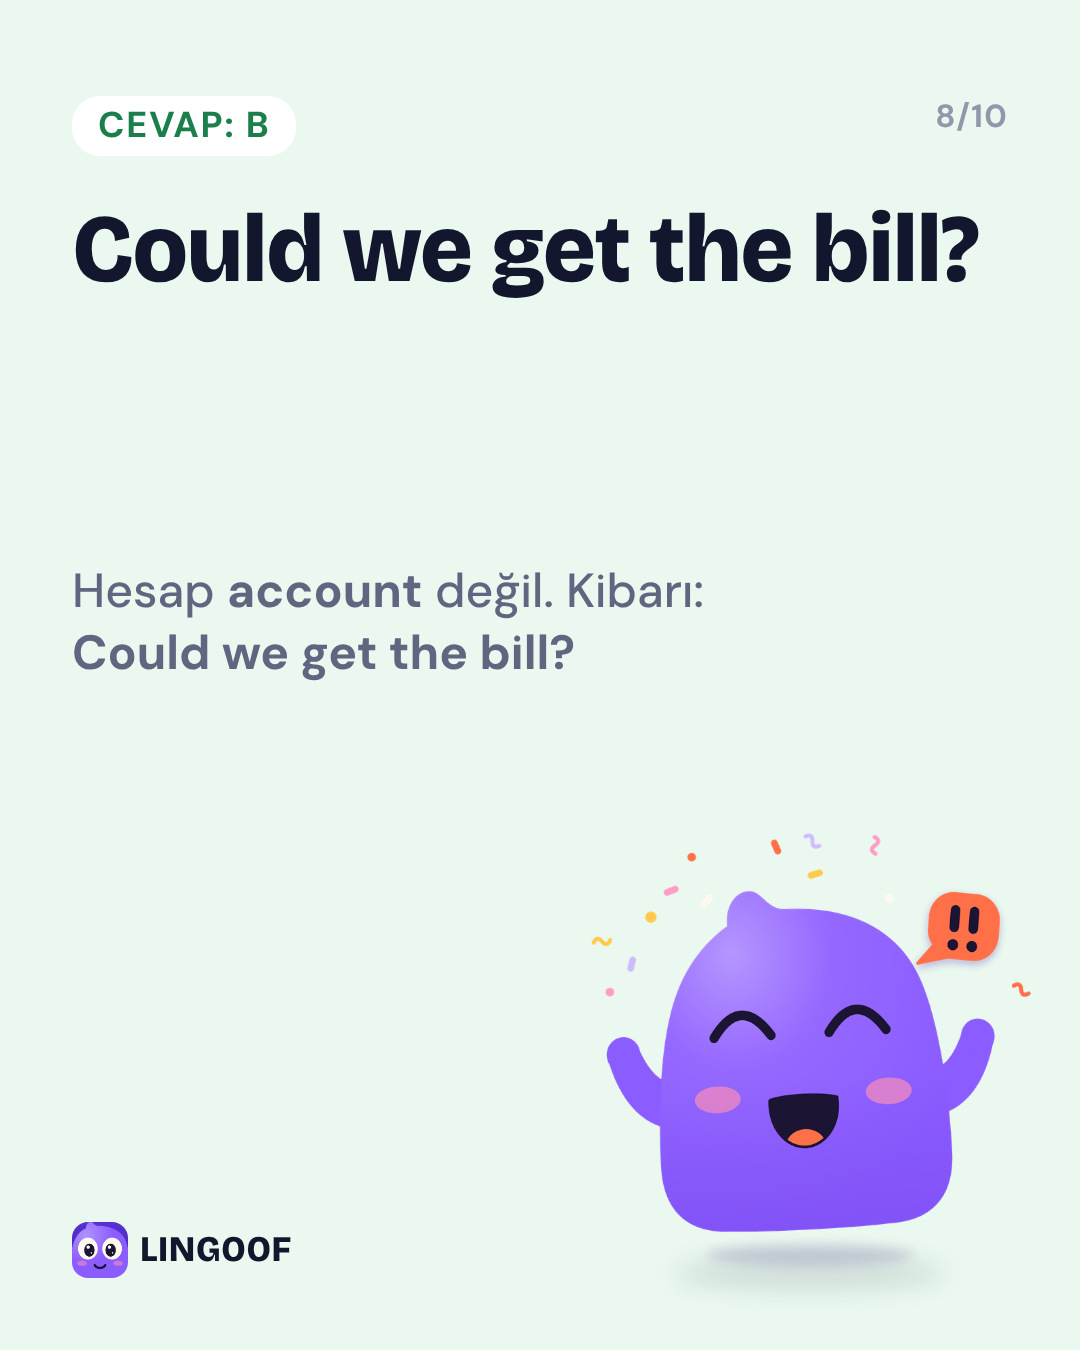 CEVAP: B
8/10
Could we get the bill?
Hesap account değil. Kibarı:
Could we get the bill?
!!
LINGOOF